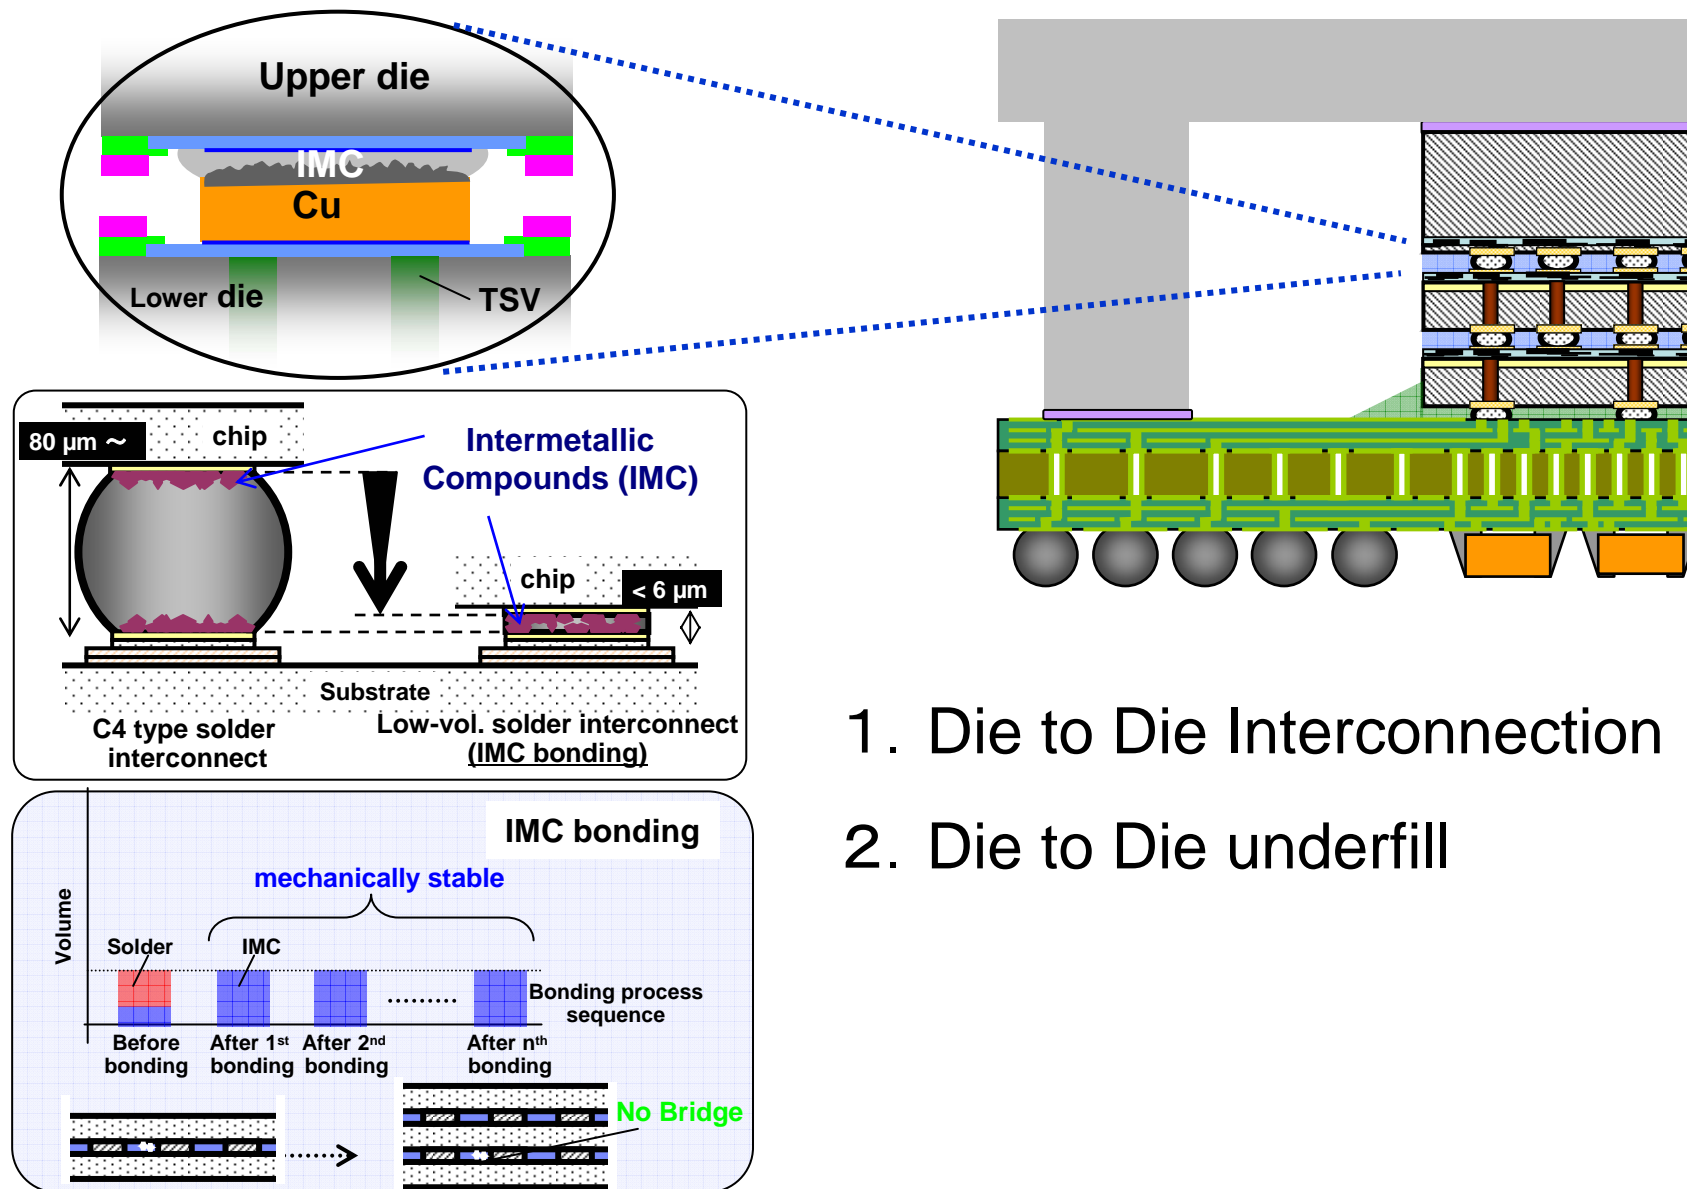 Upper die
IMC
Cu
Lower die
TSV
80 µm ~
chip
Intermetallic
Compounds (IMC)
chip
< 6 µm
Substrate
C4 type solder
interconnect
Low-vol. solder interconnect
(IMC bonding)
1. Die to Die Interconnection
2. Die to Die underfill
IMC bonding
mechanically stable
Volume
Solder
IMC
Bonding process
sequence
Before
bonding
After 1st
bonding
After 2nd
bonding
After nth
bonding
No Bridge